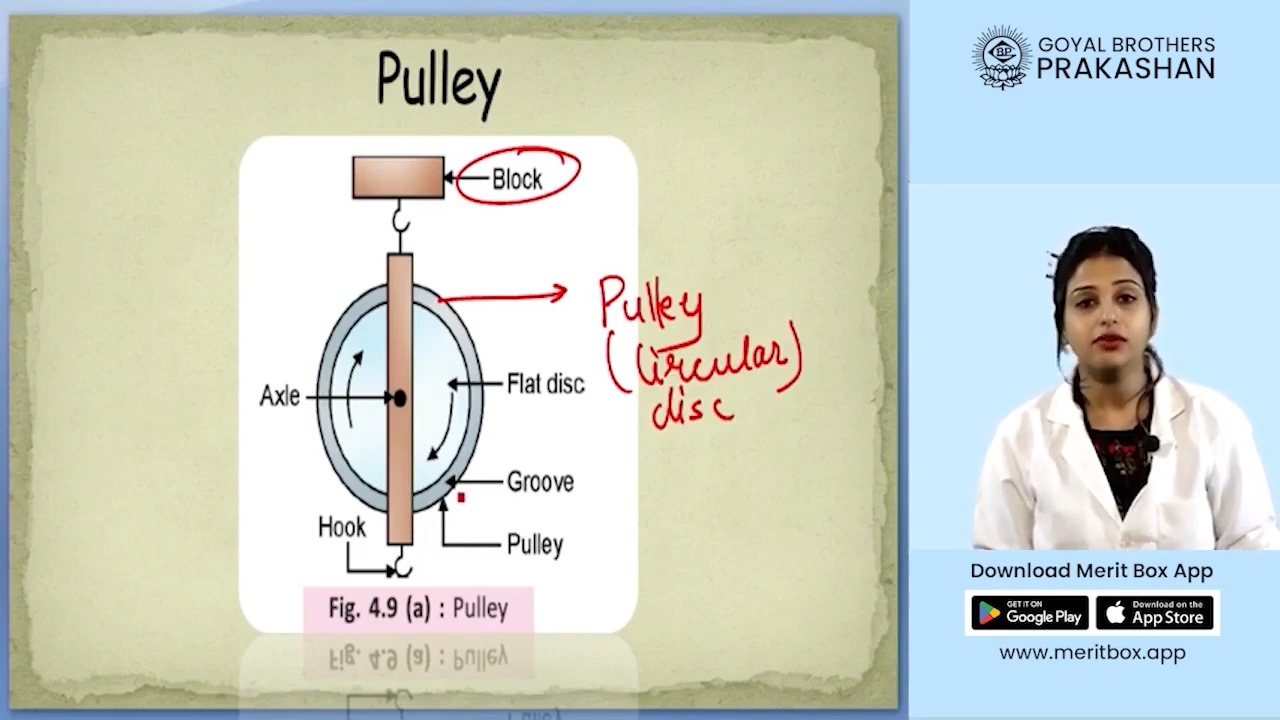 Pulley
Block
Pulley
(Circular)
disc
Axle
Flat disc
Groove
Hook
Pulley
Fig. 4.9 (a) : Pulley
GOYAL BROTHERS
PRAKASHAN
BP
Download Merit Box App
GET IT ON
Google Play
Download on the
App Store
www.meritbox.app